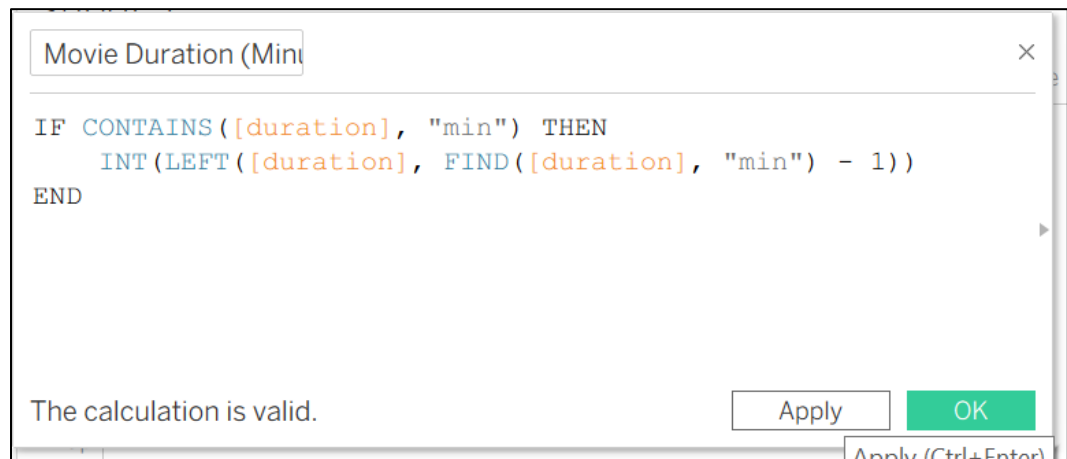 Movie Duration (Minu
IF CONTAINS([duration], "min") THEN
INT(LEFT([duration], FIND([duration], "min") - 1))
END
The calculation is valid.
Apply
OK
Apply (Ctrl+Enter)